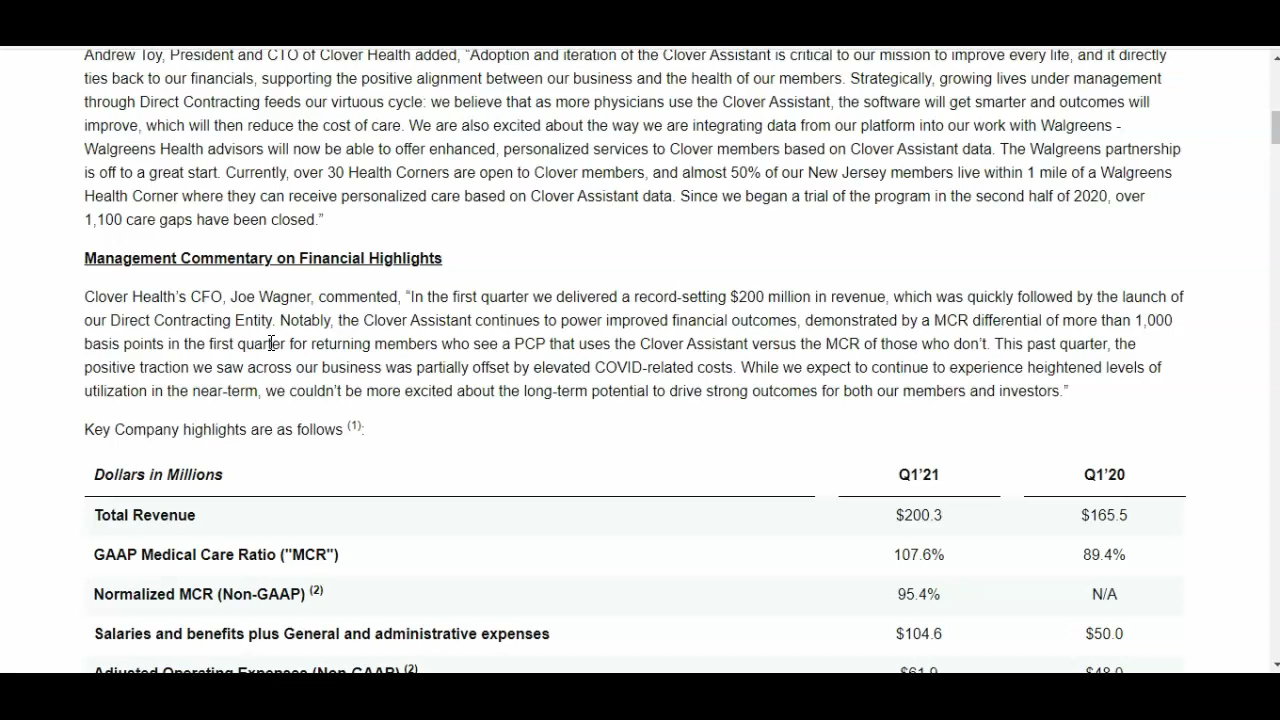 Andrew Toy, President and CTO of Clover Health added, “Adoption and iteration of the Clover Assistant is critical to our mission to improve every life, and it directly
ties back to our financials, supporting the positive alignment between our business and the health of our members. Strategically, growing lives under management
through Direct Contracting feeds our virtuous cycle: we believe that as more physicians use the Clover Assistant, the software will get smarter and outcomes will
improve, which will then reduce the cost of care. We are also excited about the way we are integrating data from our platform into our work with Walgreens -
Walgreens Health advisors will now be able to offer enhanced, personalized services to Clover members based on Clover Assistant data. The Walgreens partnership
is off to a great start. Currently, over 30 Health Corners are open to Clover members, and almost 50% of our New Jersey members live within 1 mile of a Walgreens
Health Corner where they can receive personalized care based on Clover Assistant data. Since we began a trial of the program in the second half of 2020, over
1,100 care gaps have been closed.”
Management Commentary on Financial Highlights
Clover Health’s CFO, Joe Wagner, commented, “In the first quarter we delivered a record-setting $200 million in revenue, which was quickly followed by the launch of
our Direct Contracting Entity. Notably, the Clover Assistant continues to power improved financial outcomes, demonstrated by a MCR differential of more than 1,000
basis points in the first quarter for returning members who see a PCP that uses the Clover Assistant versus the MCR of those who don’t. This past quarter, the
positive traction we saw across our business was partially offset by elevated COVID-related costs. While we expect to continue to experience heightened levels of
utilization in the near-term, we couldn’t be more excited about the long-term potential to drive strong outcomes for both our members and investors.”
Key Company highlights are as follows (1):
Dollars in Millions Q1’21 Q1’20
Total Revenue $200.3 $165.5
GAAP Medical Care Ratio ("MCR") 107.6% 89.4%
Normalized MCR (Non-GAAP) (2) 95.4% N/A
Salaries and benefits plus General and administrative expenses $104.6 $50.0
Adjusted Operating Expenses (Non-GAAP) (2)